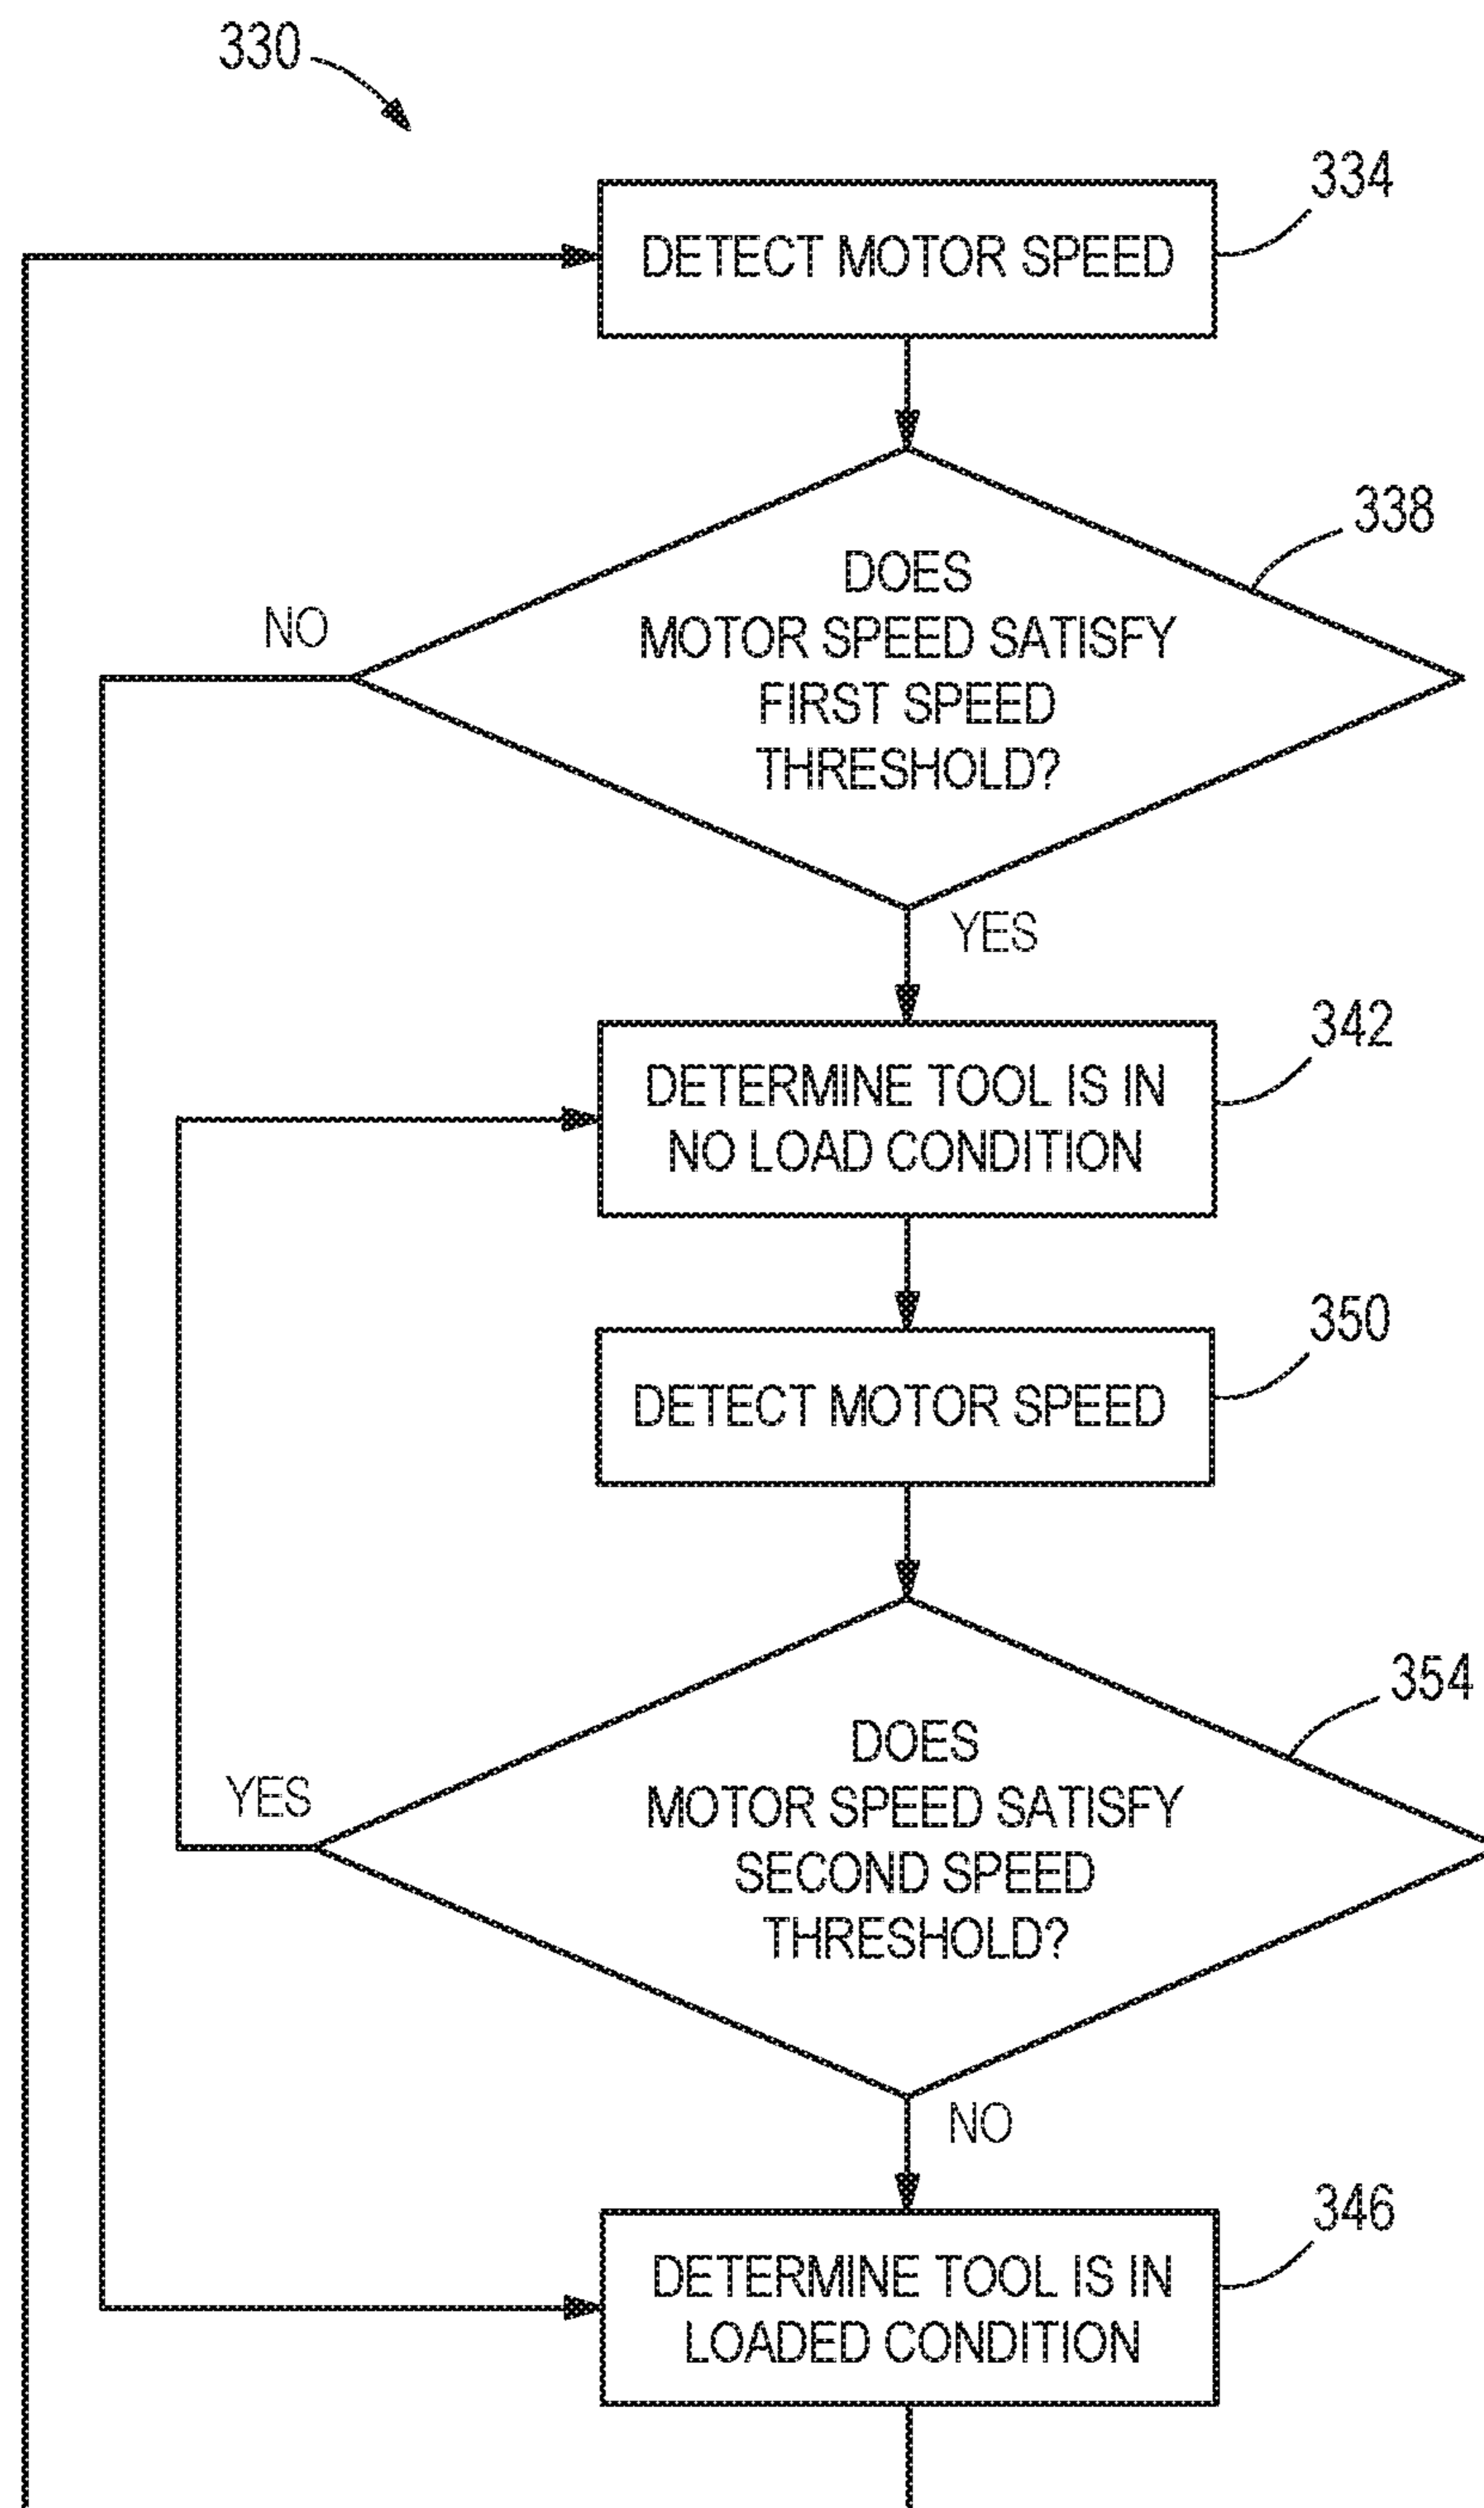 330
334
DETECT MOTOR SPEED
338
DOES
MOTOR SPEED SATISFY
FIRST SPEED
THRESHOLD?
NO
YES
342
DETERMINE TOOL IS IN
NO LOAD CONDITION
350
DETECT MOTOR SPEED
354
DOES
MOTOR SPEED SATISFY
SECOND SPEED
THRESHOLD?
YES
NO
346
DETERMINE TOOL IS IN
LOADED CONDITION